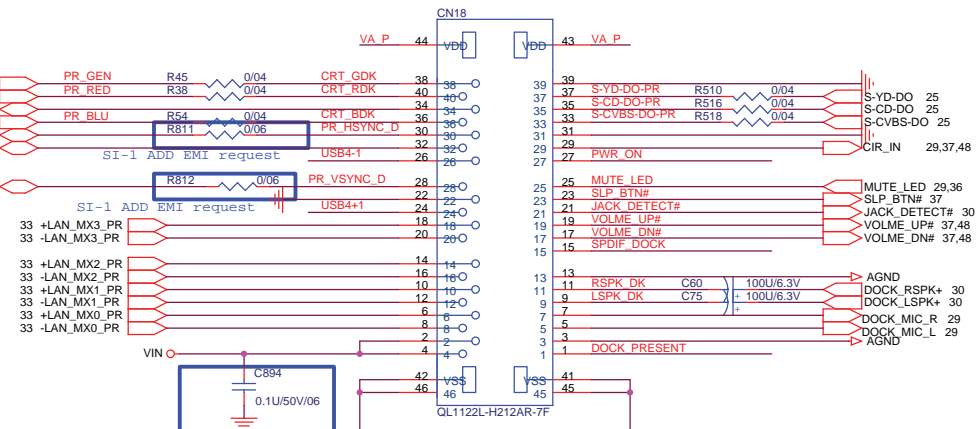 CN18
VA_P 44 VDD VDD 43 VA_P
PR_GEN R45 0/04 CRT_GDK 38 38 39 39
PR_RED R38 0/04 CRT_RDK 40 40 37 37 S-YD-DO-PR R510 0/04 S-YD-DO 25
34 34 35 35 S-CD-DO-PR R516 0/04 S-CD-DO 25
PR_BLU R54 0/04 CRT_BDK 36 36 33 33 S-CVBS-DO-PR R518 0/04 S-CVBS-DO 25
R811 0/06 PR_HSYNC_D 30 30 31 31
32 32 29 29 CIR_IN 29,37,48
SI-1 ADD EMI request
USB4-1 26 26 27 27 PWR_ON
R812 0/06 PR_VSYNC_D 28 28 25 25 MUTE_LED MUTE_LED 29,36
22 22 23 23 SLP_BTN# SLP_BTN# 37
SI-1 ADD EMI request
USB4+1 24 24 21 21 JACK_DETECT# JACK_DETECT# 30
33 +LAN_MX3_PR 18 18 19 19 VOLME_UP# VOLME_UP# 37,48
33 -LAN_MX3_PR 20 20 17 17 VOLME_DN# VOLME_DN# 37,48
15 15 SPDIF_DOCK
33 +LAN_MX2_PR 14 14 13 13 AGND
33 -LAN_MX2_PR 16 16 11 11 RSPK_DK C60 100U/6.3V DOCK_RSPK+ 30
33 +LAN_MX1_PR 10 10 9 9 LSPK_DK C75 + 100U/6.3V DOCK_LSPK+ 30
33 -LAN_MX1_PR 12 12 +
33 +LAN_MX0_PR 6 6 7 7 DOCK_MIC_R 29
33 -LAN_MX0_PR 8 8 5 5 DOCK_MIC_L 29
2 2 3 3 AGND
VIN 4 4 1 1 DOCK_PRESENT
C894
0.1U/50V/06
42 VSS VSS 41
46 46 45 45
QL1122L-H212AR-7F